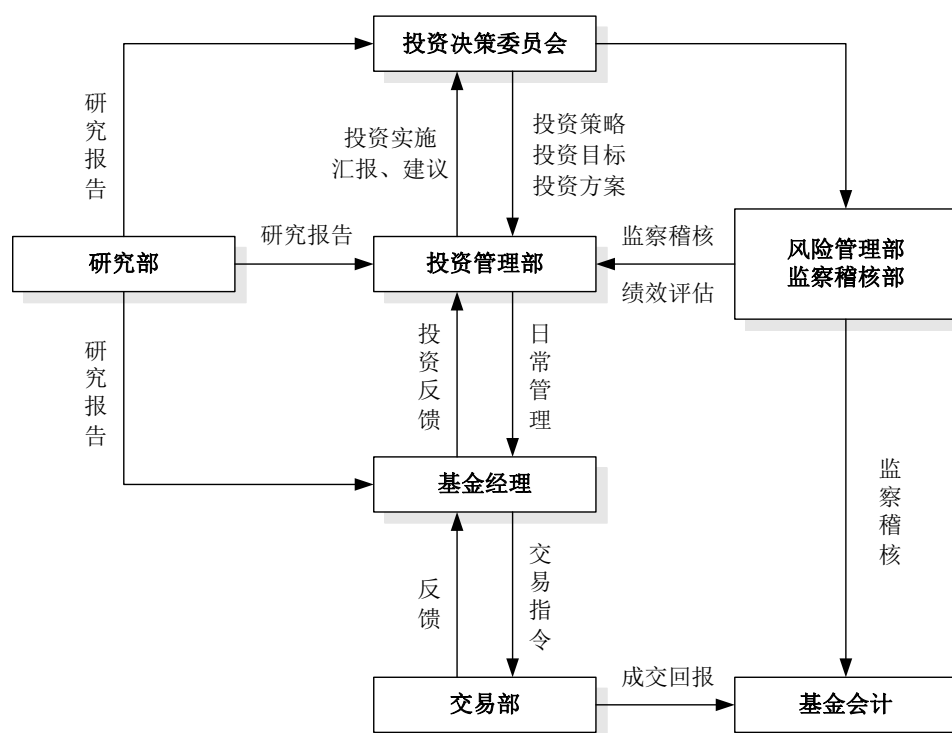 投资决策委员会
研究报告
投资实施
汇报、建议
投资策略
投资目标
投资方案
研究部
研究报告
投资管理部
监察稽核
绩效评估
风险管理部
监察稽核部
研究报告
投资反馈
日常管理
基金经理
监察稽核
反馈
交易指令
交易部
成交回报
基金会计